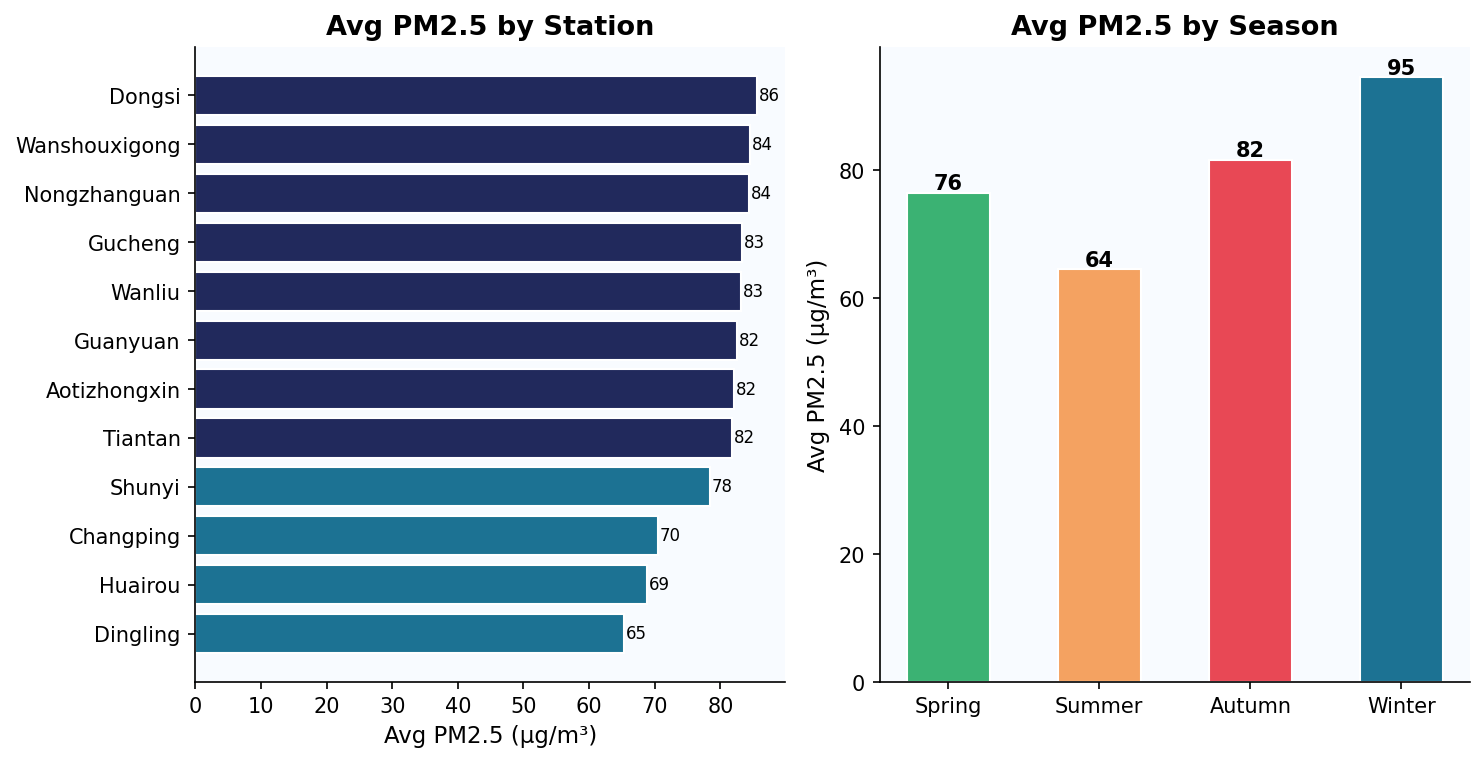 Avg PM2.5 by Station
Dongsi 86
Wanshouxigong 84
Nongzhanguan 84
Gucheng 83
Wanliu 83
Guanyuan 82
Aotizhongxin 82
Tiantan 82
Shunyi 78
Changping 70
Huairou 69
Dingling 65
0 10 20 30 40 50 60 70 80
Avg PM2.5 (µg/m³)
Avg PM2.5 by Season
Avg PM2.5 (µg/m³)
80
60
40
20
0
76
64
82
95
Spring Summer Autumn Winter